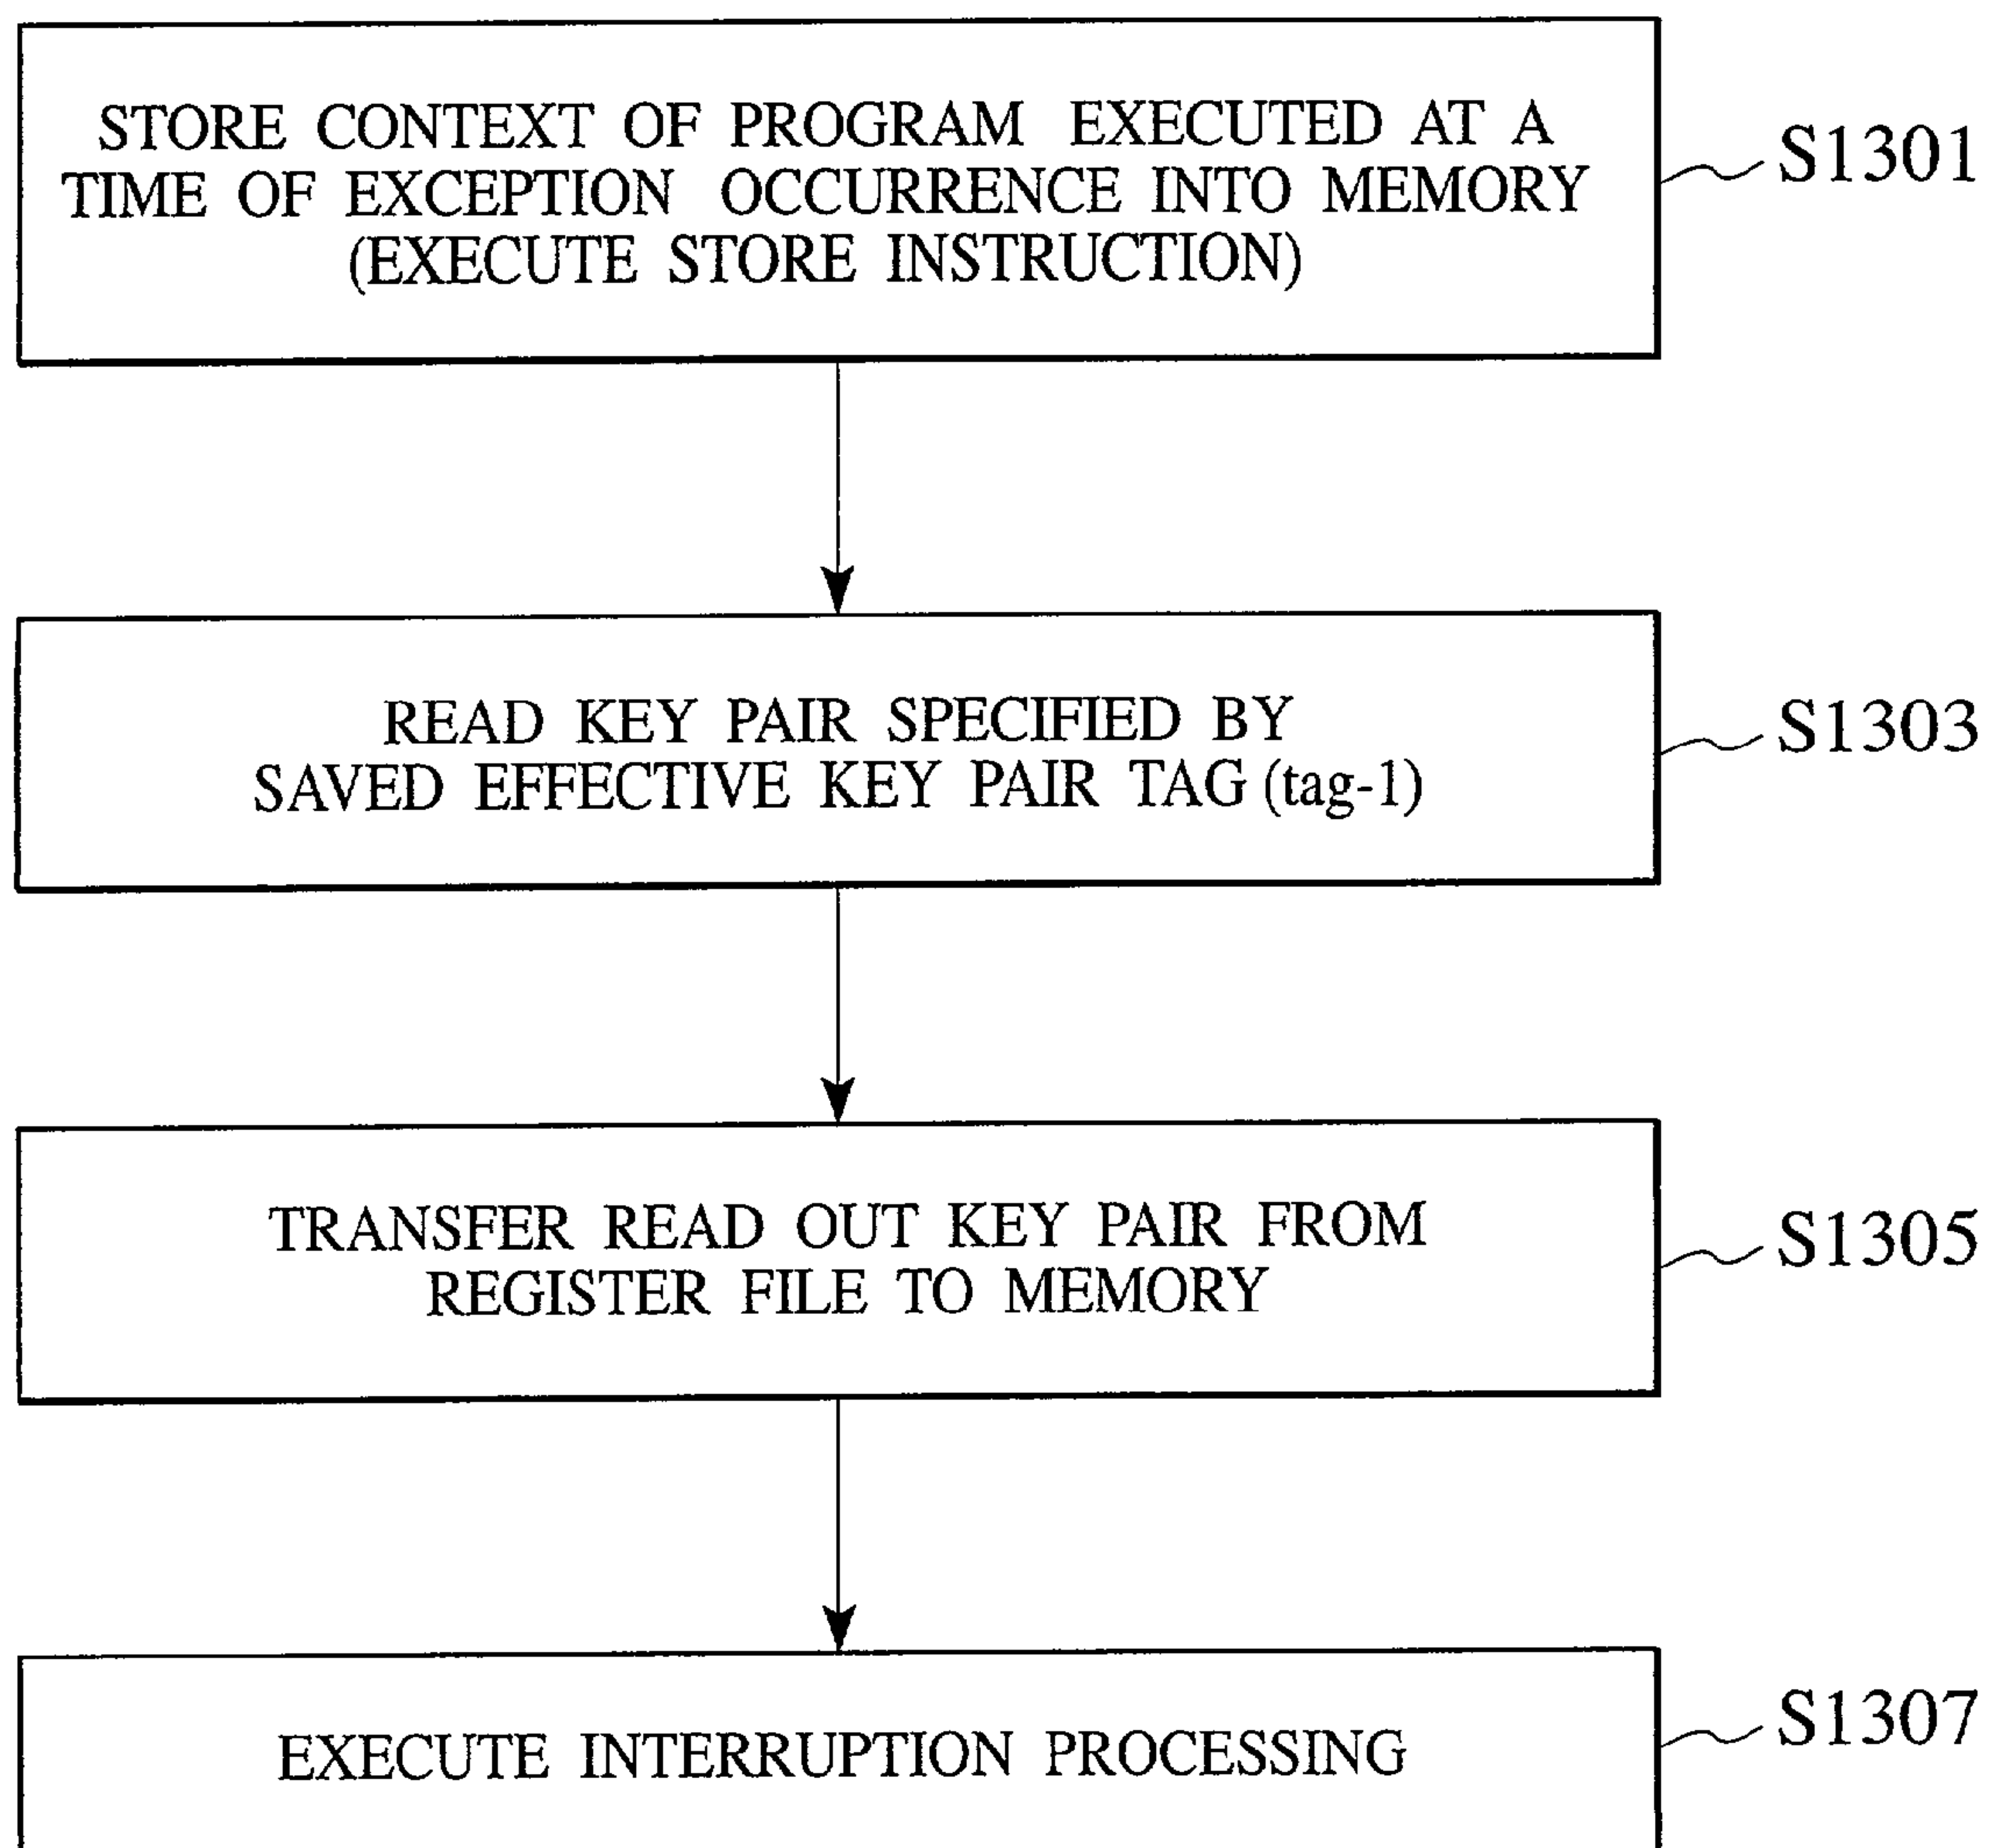 STORE CONTEXT OF PROGRAM EXECUTED AT A
TIME OF EXCEPTION OCCURRENCE INTO MEMORY
(EXECUTE STORE INSTRUCTION)
S1301
READ KEY PAIR SPECIFIED BY
SAVED EFFECTIVE KEY PAIR TAG (tag-1)
S1303
TRANSFER READ OUT KEY PAIR FROM
REGISTER FILE TO MEMORY
S1305
EXECUTE INTERRUPTION PROCESSING
S1307